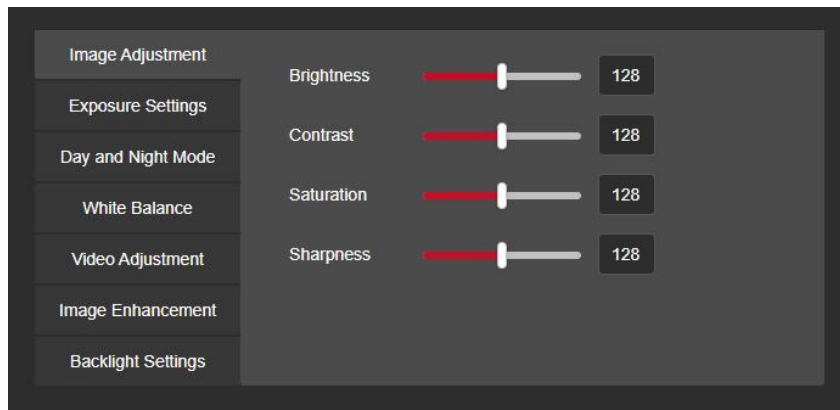 Image Adjustment
Exposure Settings
Day and Night Mode
White Balance
Video Adjustment
Image Enhancement
Backlight Settings
Brightness 128
Contrast 128
Saturation 128
Sharpness 128